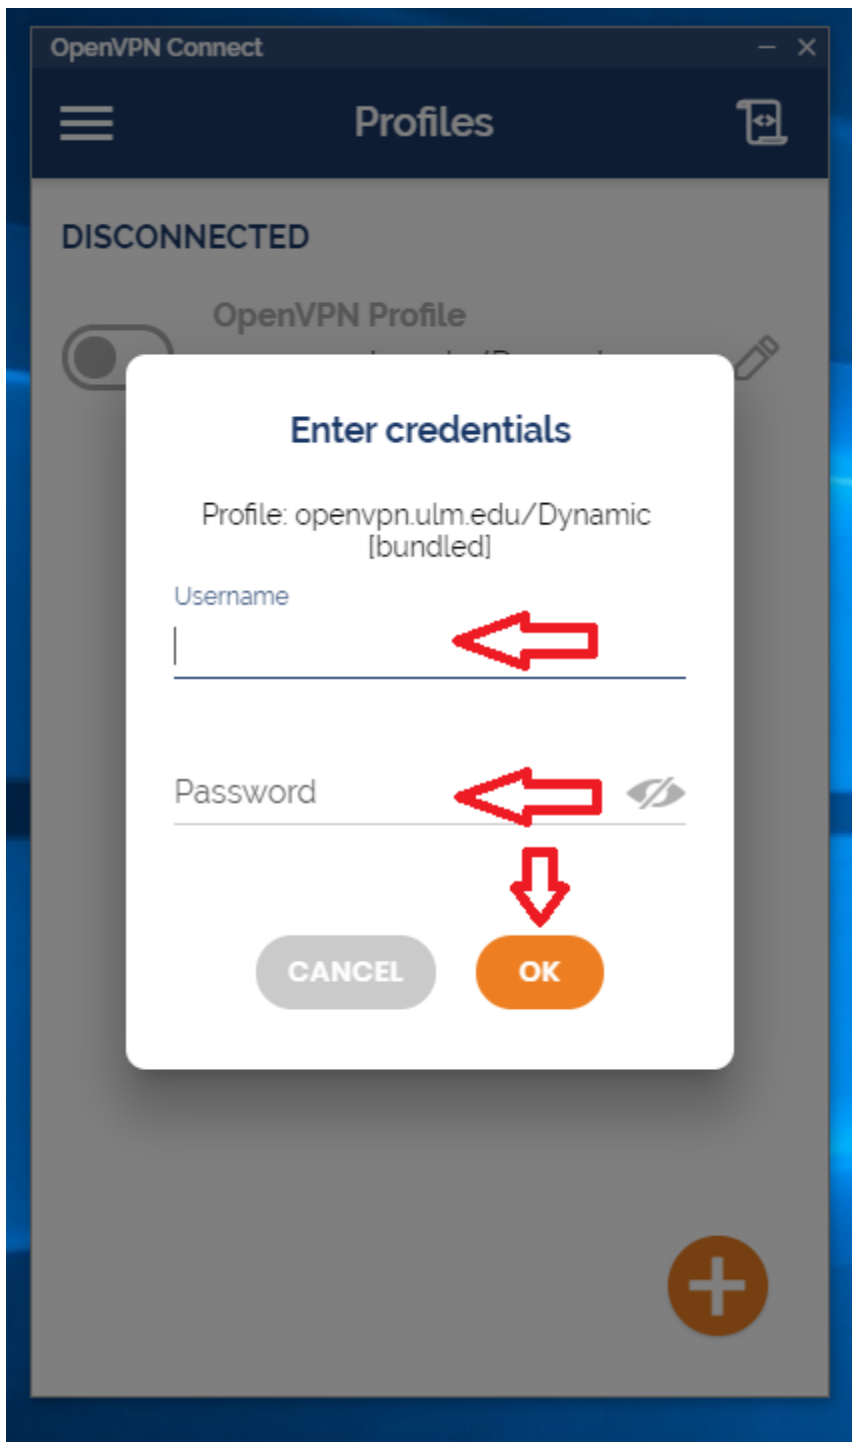 OpenVPN Connect
Profiles
DISCONNECTED
OpenVPN Profile
Enter credentials
Profile: openvpn.ulm.edu/Dynamic
[bundled]
Username
Password
CANCEL
OK